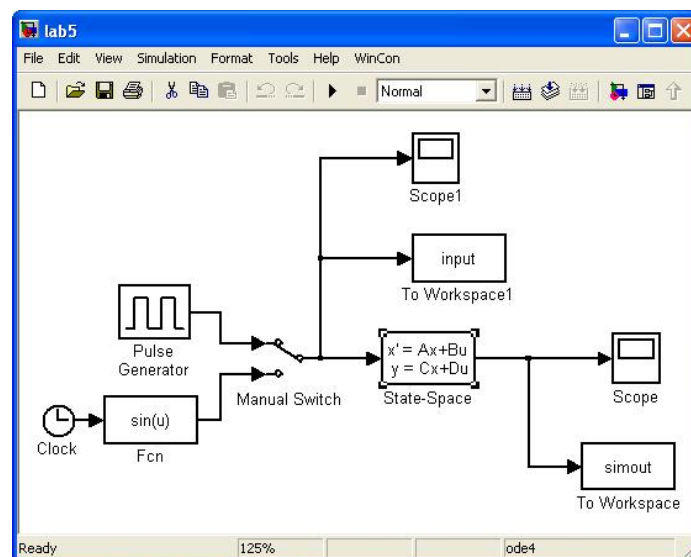 lab5
File Edit View Simulation Format Tools Help WinCon
Normal
Scope1
input
To Workspace1
Pulse
Generator
Manual Switch
x' = Ax+Bu
y = Cx+Du
State-Space
Scope
Clock
sin(u)
Fcn
simout
To Workspace
Ready 125% ode4